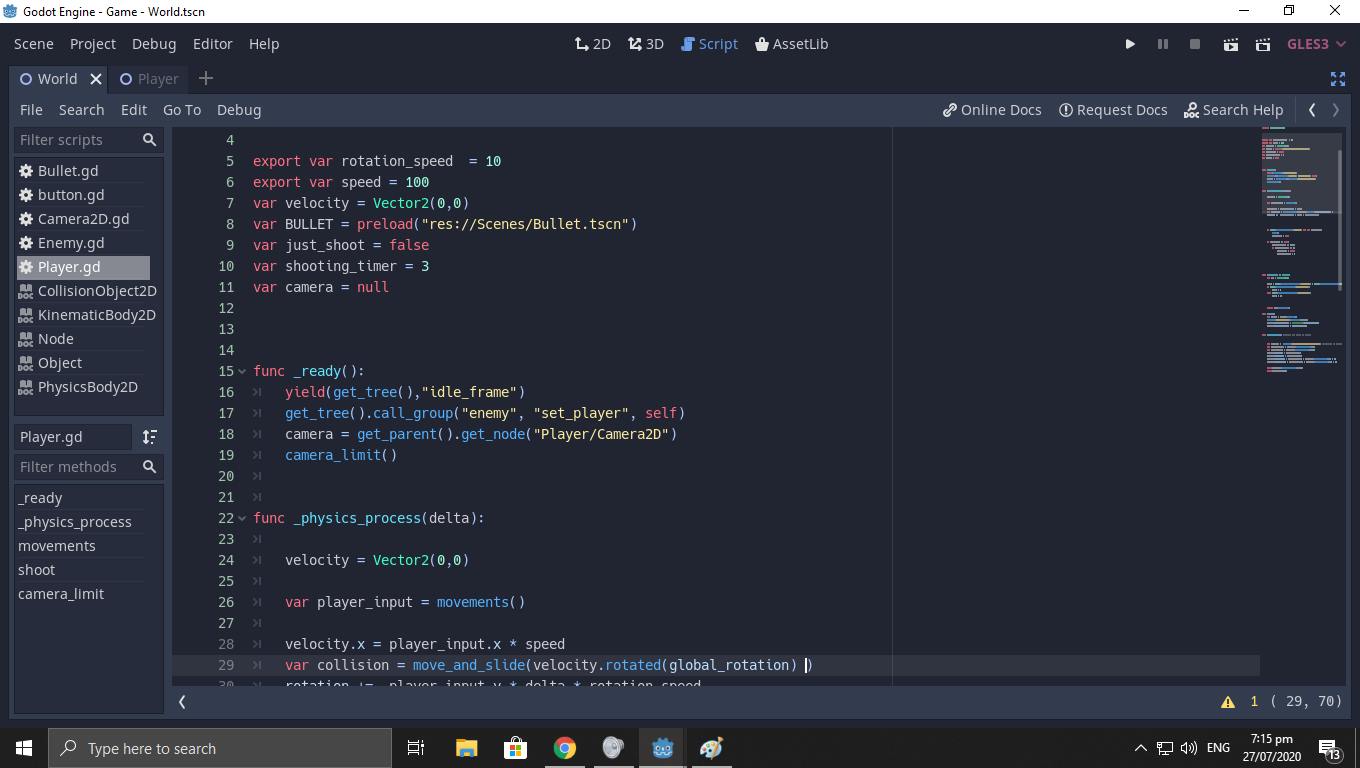 Godot Engine - Game - World.tscn
Scene Project Debug Editor Help 2D 3D Script AssetLib GLES3
World Player
File Search Edit Go To Debug Online Docs Request Docs Search Help
Filter scripts
Bullet.gd
button.gd
Camera2D.gd
Enemy.gd
Player.gd
CollisionObject2D
KinematicBody2D
Node
Object
PhysicsBody2D
Player.gd
Filter methods
_ready
_physics_process
movements
shoot
camera_limit
4
5 export var rotation_speed  = 10
6 export var speed = 100
7 var velocity = Vector2(0,0)
8 var BULLET = preload("res://Scenes/Bullet.tscn")
9 var just_shoot = false
10 var shooting_timer = 3
11 var camera = null
12
13
14
15 func _ready():
16 yield(get_tree(),"idle_frame")
17 get_tree().call_group("enemy", "set_player", self)
18 camera = get_parent().get_node("Player/Camera2D")
19 camera_limit()
20
21
22 func _physics_process(delta):
23
24 velocity = Vector2(0,0)
25
26 var player_input = movements()
27
28 velocity.x = player_input.x * speed
29 var collision = move_and_slide(velocity.rotated(global_rotation) )
30 rotation += player_input.y * delta * rotation_speed
1 ( 29, 70)
Type here to search
ENG
7:15 pm
27/07/2020
13